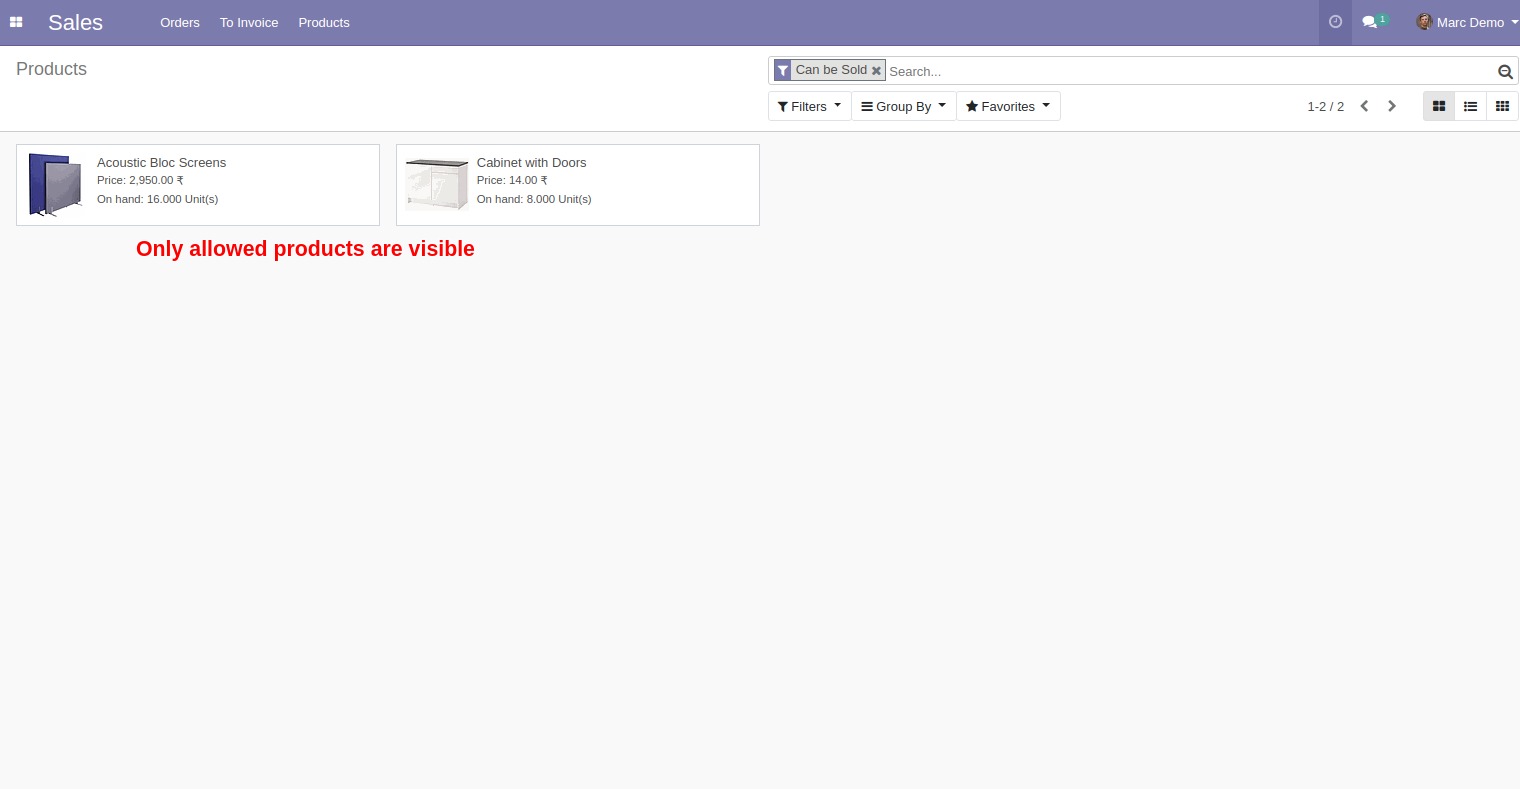 Sales Orders To Invoice Products 1 Marc Demo
Products
Can be Sold Search...
Filters Group By Favorites 1-2 / 2
Acoustic Bloc Screens
Price: 2,950.00 ₹
On hand: 16.000 Unit(s)
Cabinet with Doors
Price: 14.00 ₹
On hand: 8.000 Unit(s)
Only allowed products are visible